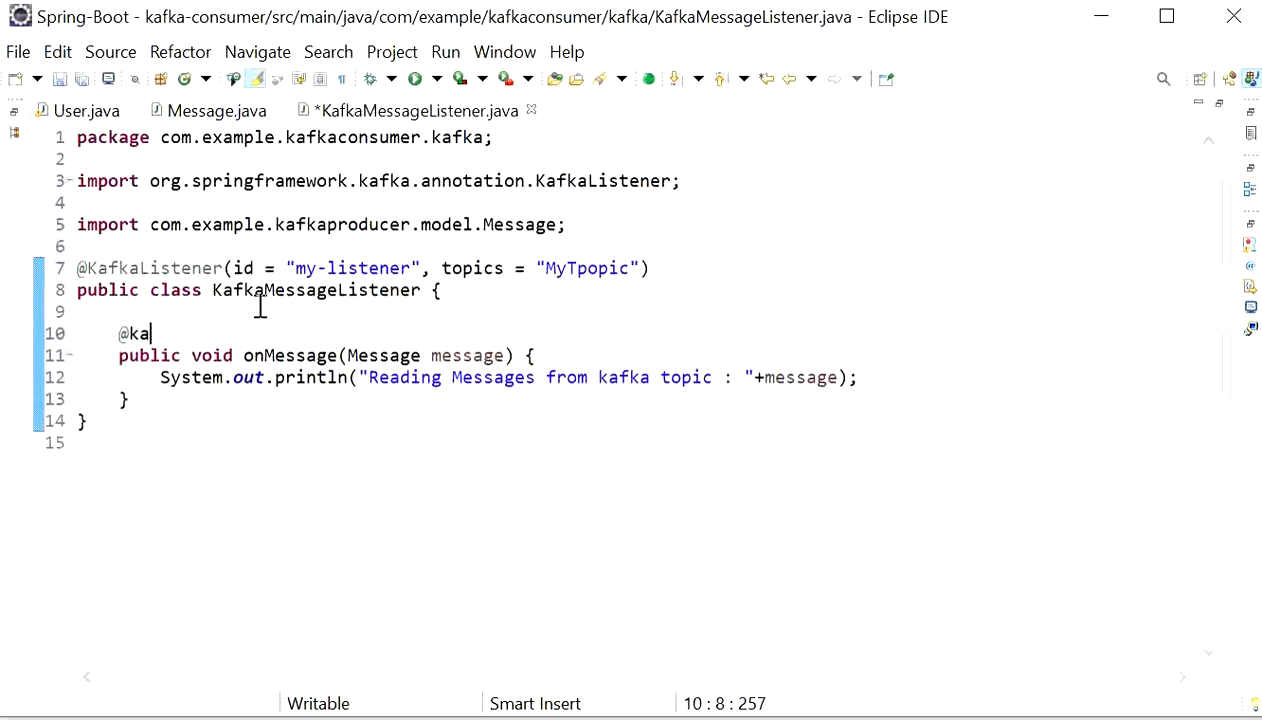 Spring-Boot - kafka-consumer/src/main/java/com/example/kafkaconsumer/kafka/KafkaMessageListener.java - Eclipse IDE
File Edit Source Refactor Navigate Search Project Run Window Help
User.java Message.java *KafkaMessageListener.java
1 package com.example.kafkaconsumer.kafka;
2
3 import org.springframework.kafka.annotation.KafkaListener;
4
5 import com.example.kafkaproducer.model.Message;
6
7 @KafkaListener(id = "my-listener", topics = "MyTpopic")
8 public class KafkaMessageListener {
9
10 @ka
11 public void onMessage(Message message) {
12 System.out.println("Reading Messages from kafka topic : "+message);
13 }
14 }
15
Writable Smart Insert 10 : 8 : 257